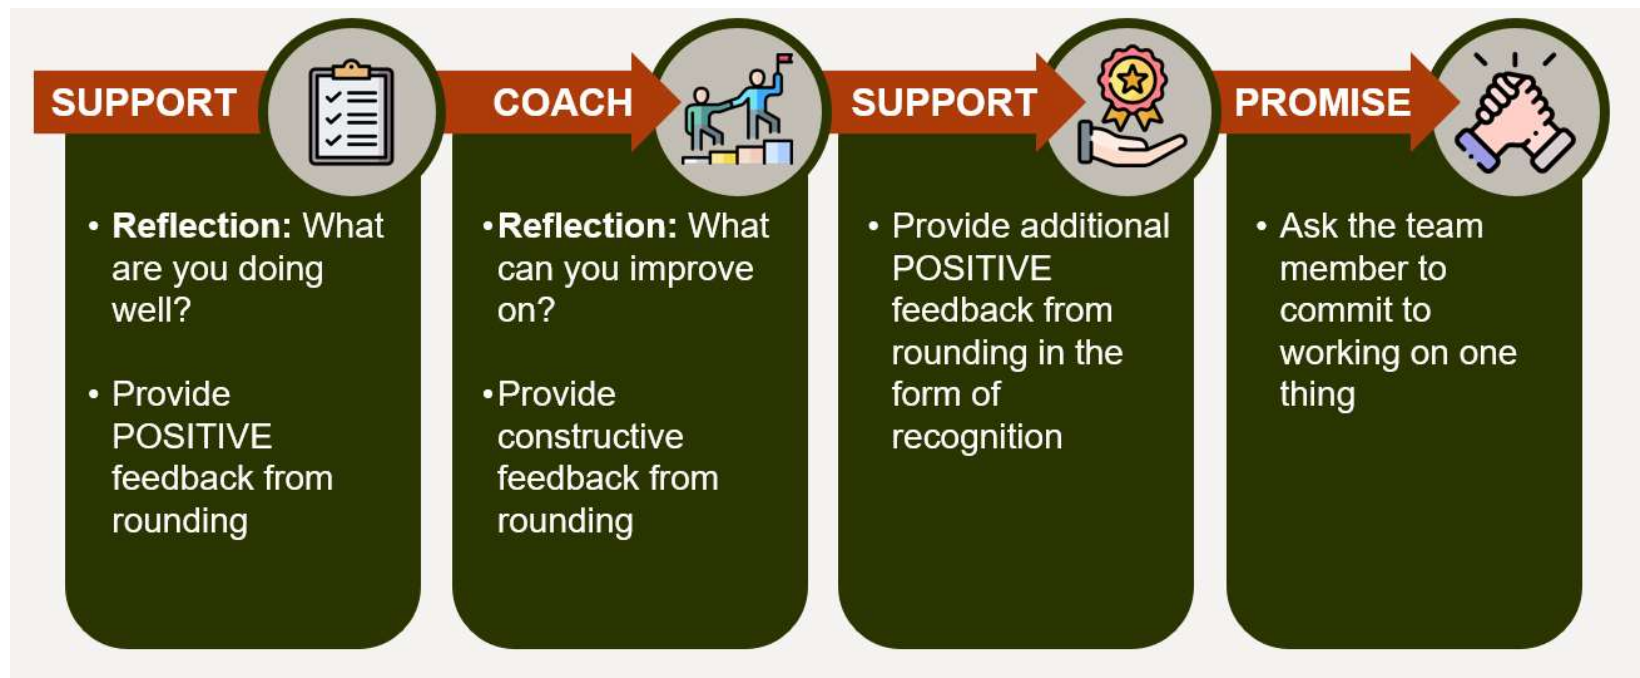 SUPPORT
• Reflection: What
are you doing
well?
• Provide
POSITIVE
feedback from
rounding
COACH
•Reflection: What
can you improve
on?
•Provide
constructive
feedback from
rounding
SUPPORT
• Provide additional
POSITIVE
feedback from
rounding in the
form of
recognition
PROMISE
• Ask the team
member to
commit to
working on one
thing